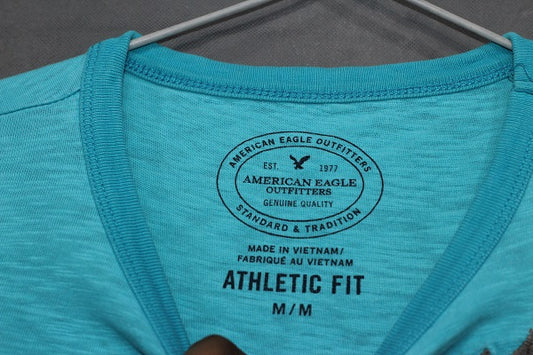 AMERICAN EAGLE OUTFITTERS
EST. 1977
AMERICAN EAGLE
OUTFITTERS
GENUINE QUALITY
STANDARD & TRADITION
MADE IN VIETNAM/
FABRIQUÉ AU VIETNAM
ATHLETIC FIT
M/M